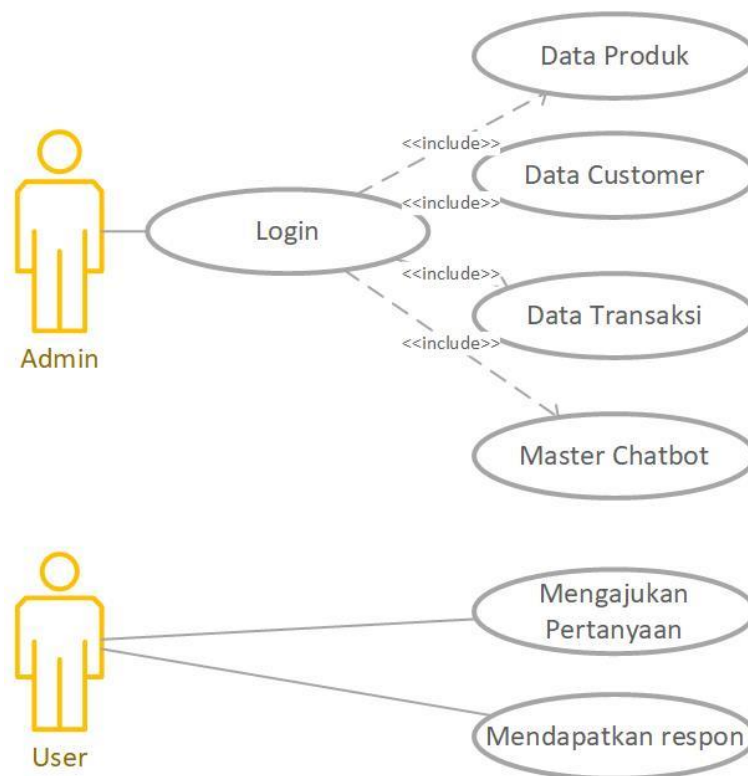 Data Produk
<<include>>
Data Customer
<<include>>
Login
<<include>>
Data Transaksi
<<include>>
Admin
Master Chatbot
Mengajukan
Pertanyaan
Mendapatkan respon
User